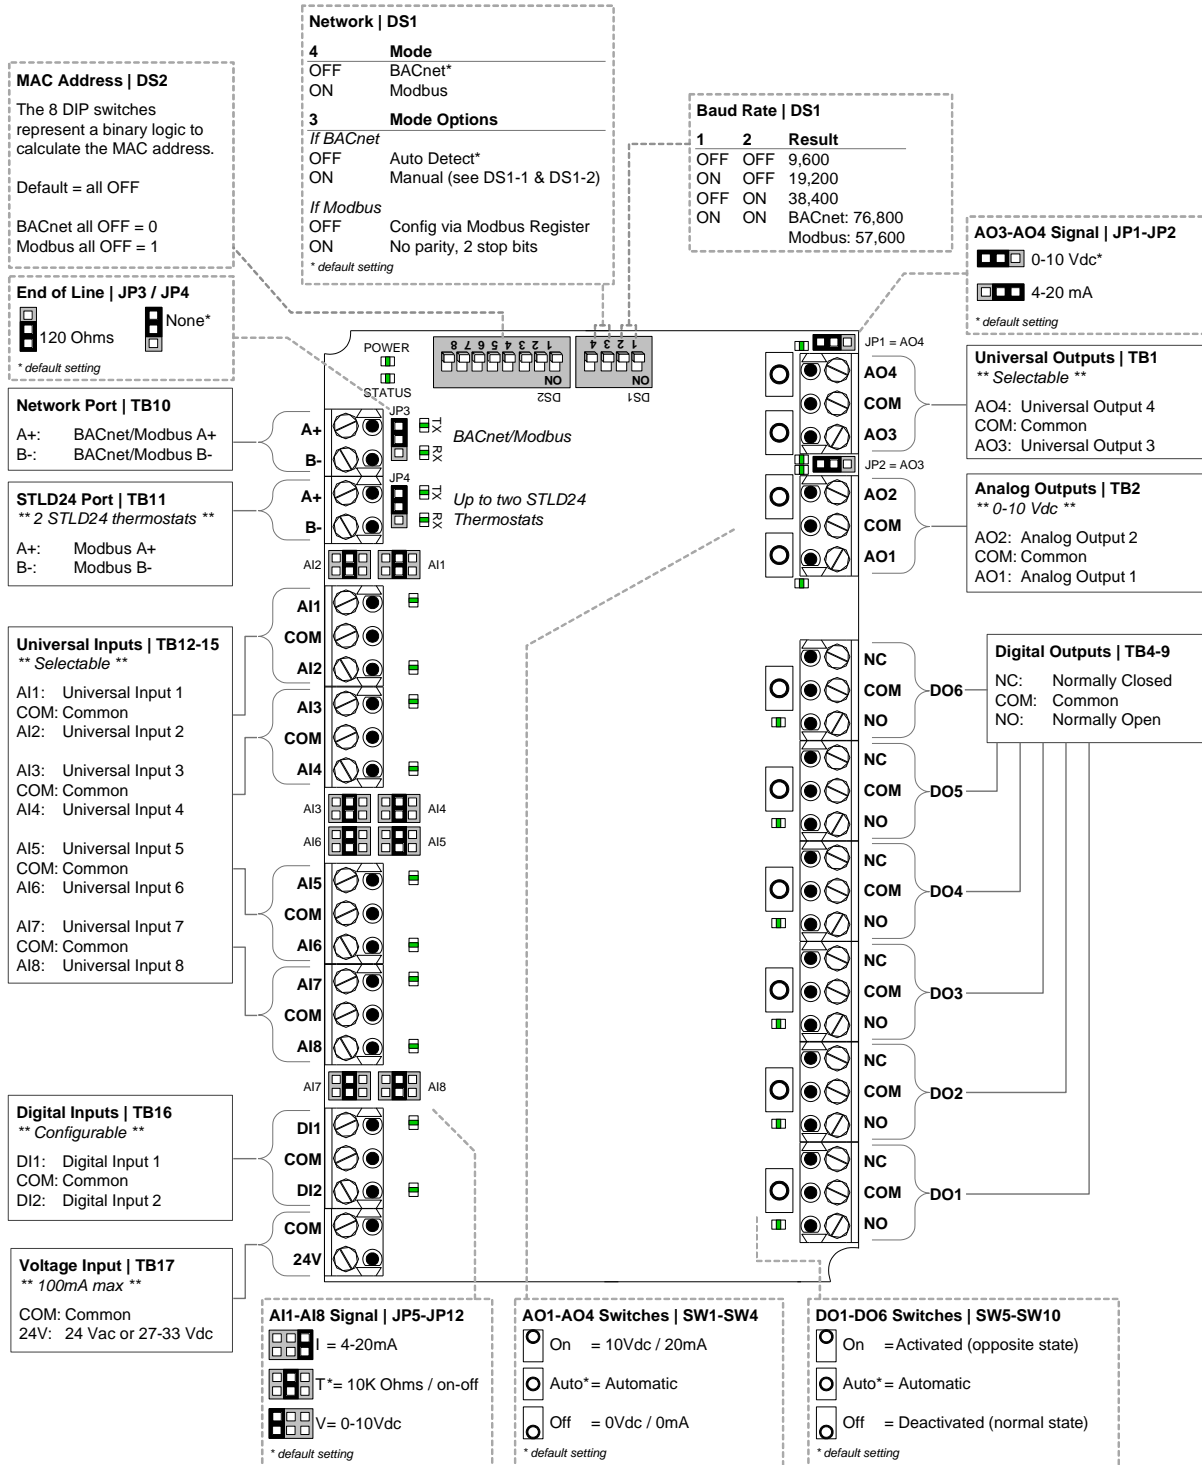 Network | DS1
4 Mode
OFF BACnet*
ON Modbus
3 Mode Options
If BACnet
OFF Auto Detect*
ON Manual (see DS1-1 & DS1-2)
If Modbus
OFF Config via Modbus Register
ON No parity, 2 stop bits
* default setting
MAC Address | DS2
The 8 DIP switches
represent a binary logic to
calculate the MAC address.
Default = all OFF
BACnet all OFF = 0
Modbus all OFF = 1
Baud Rate | DS1
1 2 Result
OFF OFF 9,600
ON OFF 19,200
OFF ON 38,400
ON ON BACnet: 76,800
Modbus: 57,600
AO3-AO4 Signal | JP1-JP2
0-10 Vdc*
4-20 mA
* default setting
End of Line | JP3 / JP4
120 Ohms
None*
* default setting
POWER
STATUS
8 7 6 5 4 3 2 1
ON
DS2
4 3 2 1
ON
DS1
JP1 = AO4
AO4
COM
AO3
JP2 = AO3
AO2
COM
AO1
Universal Outputs | TB1
** Selectable **
AO4: Universal Output 4
COM: Common
AO3: Universal Output 3
Analog Outputs | TB2
** 0-10 Vdc **
AO2: Analog Output 2
COM: Common
AO1: Analog Output 1
Network Port | TB10
A+: BACnet/Modbus A+
B-: BACnet/Modbus B-
A+
B-
JP3
TX
RX
BACnet/Modbus
STLD24 Port | TB11
** 2 STLD24 thermostats **
A+: Modbus A+
B-: Modbus B-
A+
B-
JP4
TX
RX
Up to two STLD24
Thermostats
AI2
AI1
AI1
COM
AI2
AI3
COM
AI4
AI3
AI4
AI6
AI5
AI5
COM
AI6
AI7
COM
AI8
AI7
AI8
Universal Inputs | TB12-15
** Selectable **
AI1: Universal Input 1
COM: Common
AI2: Universal Input 2
AI3: Universal Input 3
COM: Common
AI4: Universal Input 4
AI5: Universal Input 5
COM: Common
AI6: Universal Input 6
AI7: Universal Input 7
COM: Common
AI8: Universal Input 8
Digital Outputs | TB4-9
NC: Normally Closed
COM: Common
NO: Normally Open
NC
COM
NO
DO6
NC
COM
NO
DO5
NC
COM
NO
DO4
NC
COM
NO
DO3
NC
COM
NO
DO2
NC
COM
NO
DO1
Digital Inputs | TB16
** Configurable **
DI1: Digital Input 1
COM: Common
DI2: Digital Input 2
DI1
COM
DI2
COM
24V
Voltage Input | TB17
** 100mA max **
COM: Common
24V: 24 Vac or 27-33 Vdc
AI1-AI8 Signal | JP5-JP12
I = 4-20mA
T*= 10K Ohms / on-off
V= 0-10Vdc
* default setting
AO1-AO4 Switches | SW1-SW4
On = 10Vdc / 20mA
Auto*= Automatic
Off = 0Vdc / 0mA
* default setting
DO1-DO6 Switches | SW5-SW10
On =Activated (opposite state)
Auto*= Automatic
Off = Deactivated (normal state)
* default setting